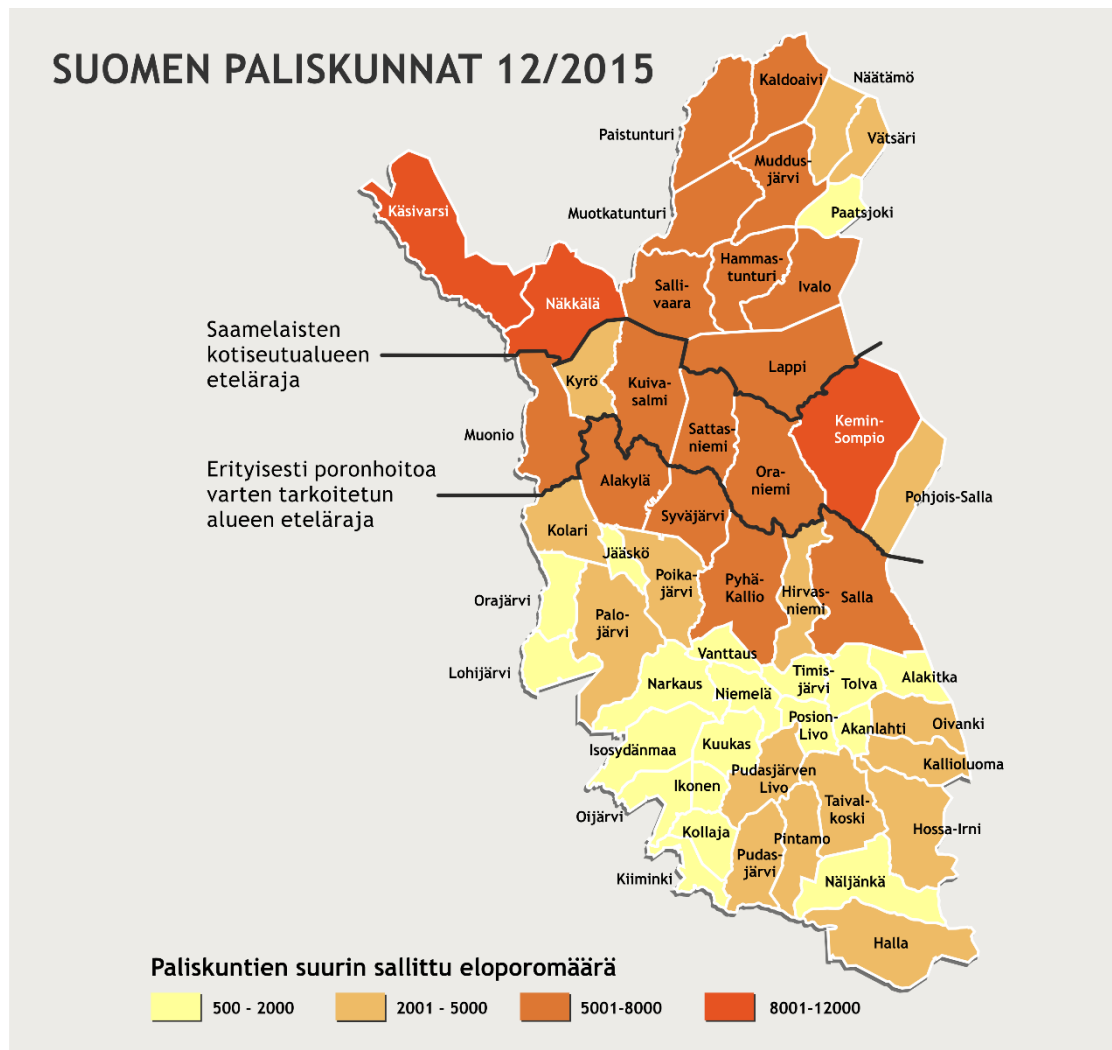 SUOMEN PALISKUNNAT 12/2015
Kaldoaivi
Näätämö
Paistunturi
Vätsäri
Muddus-
järvi
Käsivarsi
Muotkatunturi
Paatsjoki
Hammas-
tunturi
Salli-
vaara
Ivalo
Näkkälä
Saamelaisten
kotiseutualueen
eteläraja
Lappi
Kyrö
Kuiva-
salmi
Kemin-
Sompio
Sattas-
niemi
Muonio
Erityisesti poronhoitoa
varten tarkoitetun
alueen eteläraja
Alakylä
Ora-
niemi
Pohjois-Salla
Syväjärvi
Kolari
Jääskö
Poika-
järvi
Pyhä-
Kallio
Hirvas-
niemi
Salla
Orajärvi
Palo-
järvi
Vanttaus
Lohijärvi
Narkaus
Niemelä
Timis-
järvi
Tolva
Alakitka
Posion-
Livo
Akanlahti
Oivanki
Isosydänmaa
Kuukas
Kallioluoma
Pudasjärven
Livo
Ikonen
Taival-
koski
Oijärvi
Kollaja
Pintamo
Hossa-Irni
Pudas-
järvi
Kiiminki
Näljänkä
Halla
Paliskuntien suurin sallittu eloporomäärä
500 - 2000
2001 - 5000
5001-8000
8001-12000